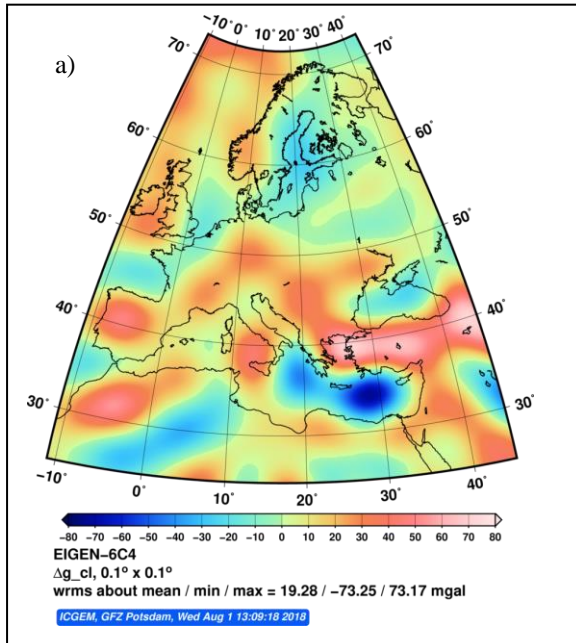 −10° 0° 10° 20° 30° 40°
70° 70°
a)
60° 60°
50° 50°
40° 40°
30° 30°
−10° 0° 10° 20° 30° 40°
−80 −70 −60 −50 −40 −30 −20 −10 0 10 20 30 40 50 60 70 80
EIGEN−6C4
Δg_cl, 0.1° x 0.1°
wrms about mean / min / max = 19.28 / −73.25 / 73.17 mgal
ICGEM, GFZ Potsdam, Wed Aug 1 13:09:18 2018